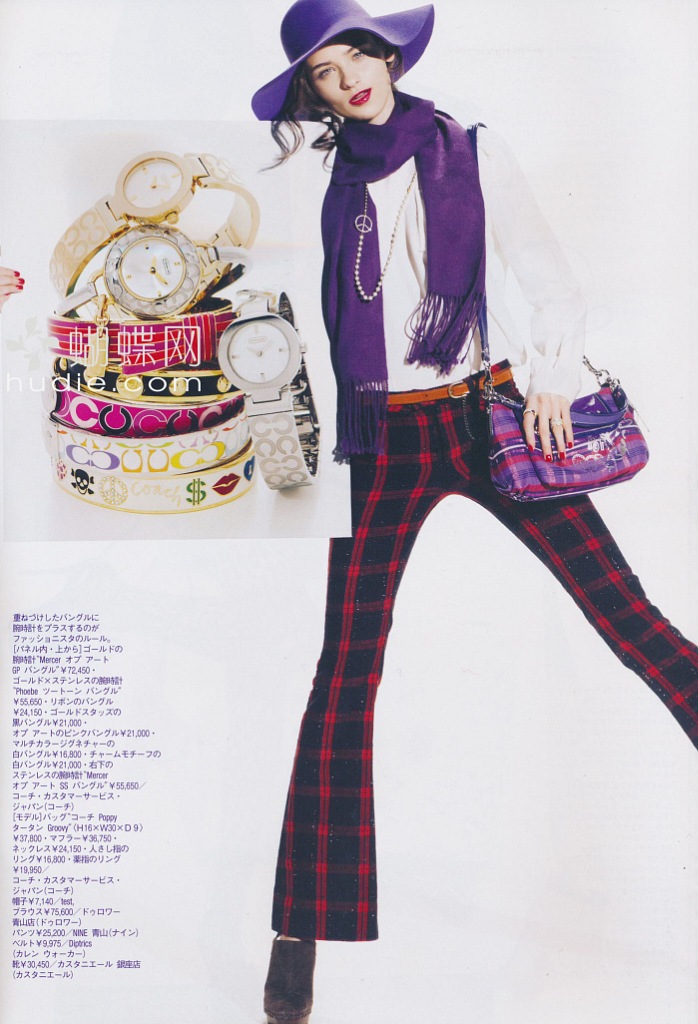 蝴蝶网
hudie.com
coach
重ねづけしたバングルに
腕時計をプラスするのが
ファッショニスタのルール。
[パネル内・上から]ゴールドの
腕時計"Mercer オプ アート
GP バングル"¥72,450・
ゴールド×ステンレスの腕時計
"Phoebe ツートーン バングル"
¥55,650・リボンのバングル
¥24,150・ゴールドスタッズの
黒バングル¥21,000・
オプ アートのピンクバングル¥21,000・
マルチカラーシグネチャーの
白バングル¥16,800・チャームモチーフの
白バングル¥21,000・右下の
ステンレスの腕時計"Mercer
オプ アート SS バングル"¥55,650/
コーチ・カスタマーサービス・
ジャパン(コーチ)
[モデル]バッグ"コーチ Poppy
タータン Groovy"〈H16×W30×D9〉
¥37,800・マフラー¥36,750・
ネックレス¥24,150・人さし指の
リング¥16,800・薬指のリング
¥19,950/
コーチ・カスタマーサービス・
ジャパン(コーチ)
帽子¥7,140/test,
ブラウス¥75,600/ドゥロワー
青山店(ドゥロワー)
パンツ¥25,200/NINE 青山(ナイン)
ベルト¥9,975/Diptrics
(カレン ウォーカー)
靴¥30,450/カスタニエール 銀座店
(カスタニエール)